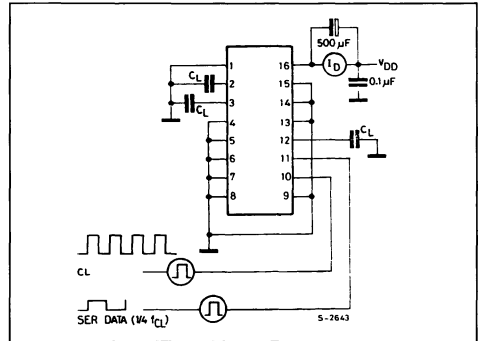 500 µF
I_D
V_DD
0.1 µF
1
16
C_L
2
15
C_L
3
14
4
13
C_L
5
12
6
11
7
10
8
9
CL
SER DATA (1/4 f_CL)
S-2643